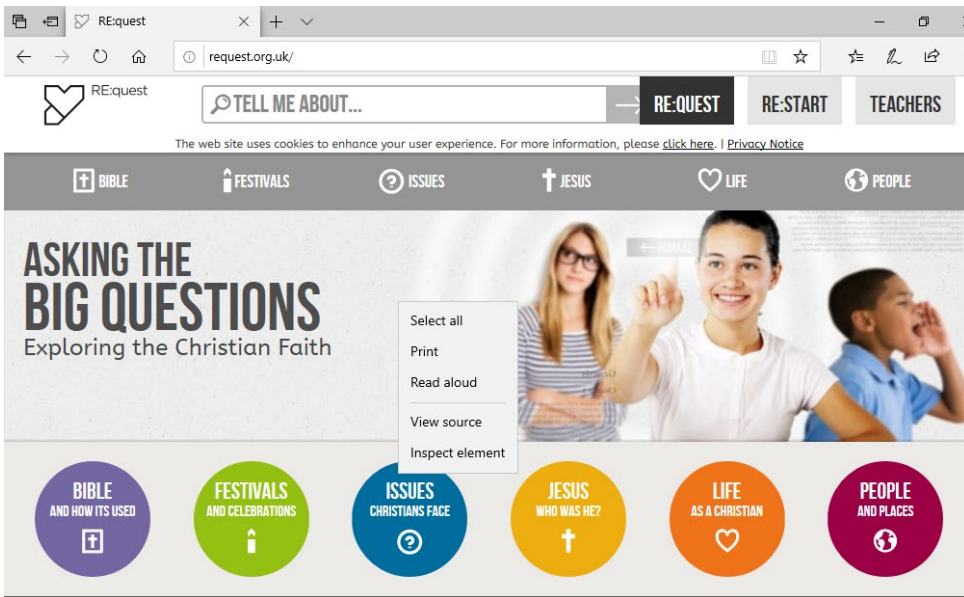 RE:quest
request.org.uk/
RE:quest
TELL ME ABOUT...
RE:QUEST
RE:START
TEACHERS
The web site uses cookies to enhance your user experience. For more information, please click here. | Privacy Notice
BIBLE
FESTIVALS
ISSUES
JESUS
LIFE
PEOPLE
ASKING THE
BIG QUESTIONS
Exploring the Christian Faith
Select all
Print
Read aloud
View source
Inspect element
BIBLE
AND HOW ITS USED
FESTIVALS
AND CELEBRATIONS
ISSUES
CHRISTIANS FACE
JESUS
WHO WAS HE?
LIFE
AS A CHRISTIAN
PEOPLE
AND PLACES